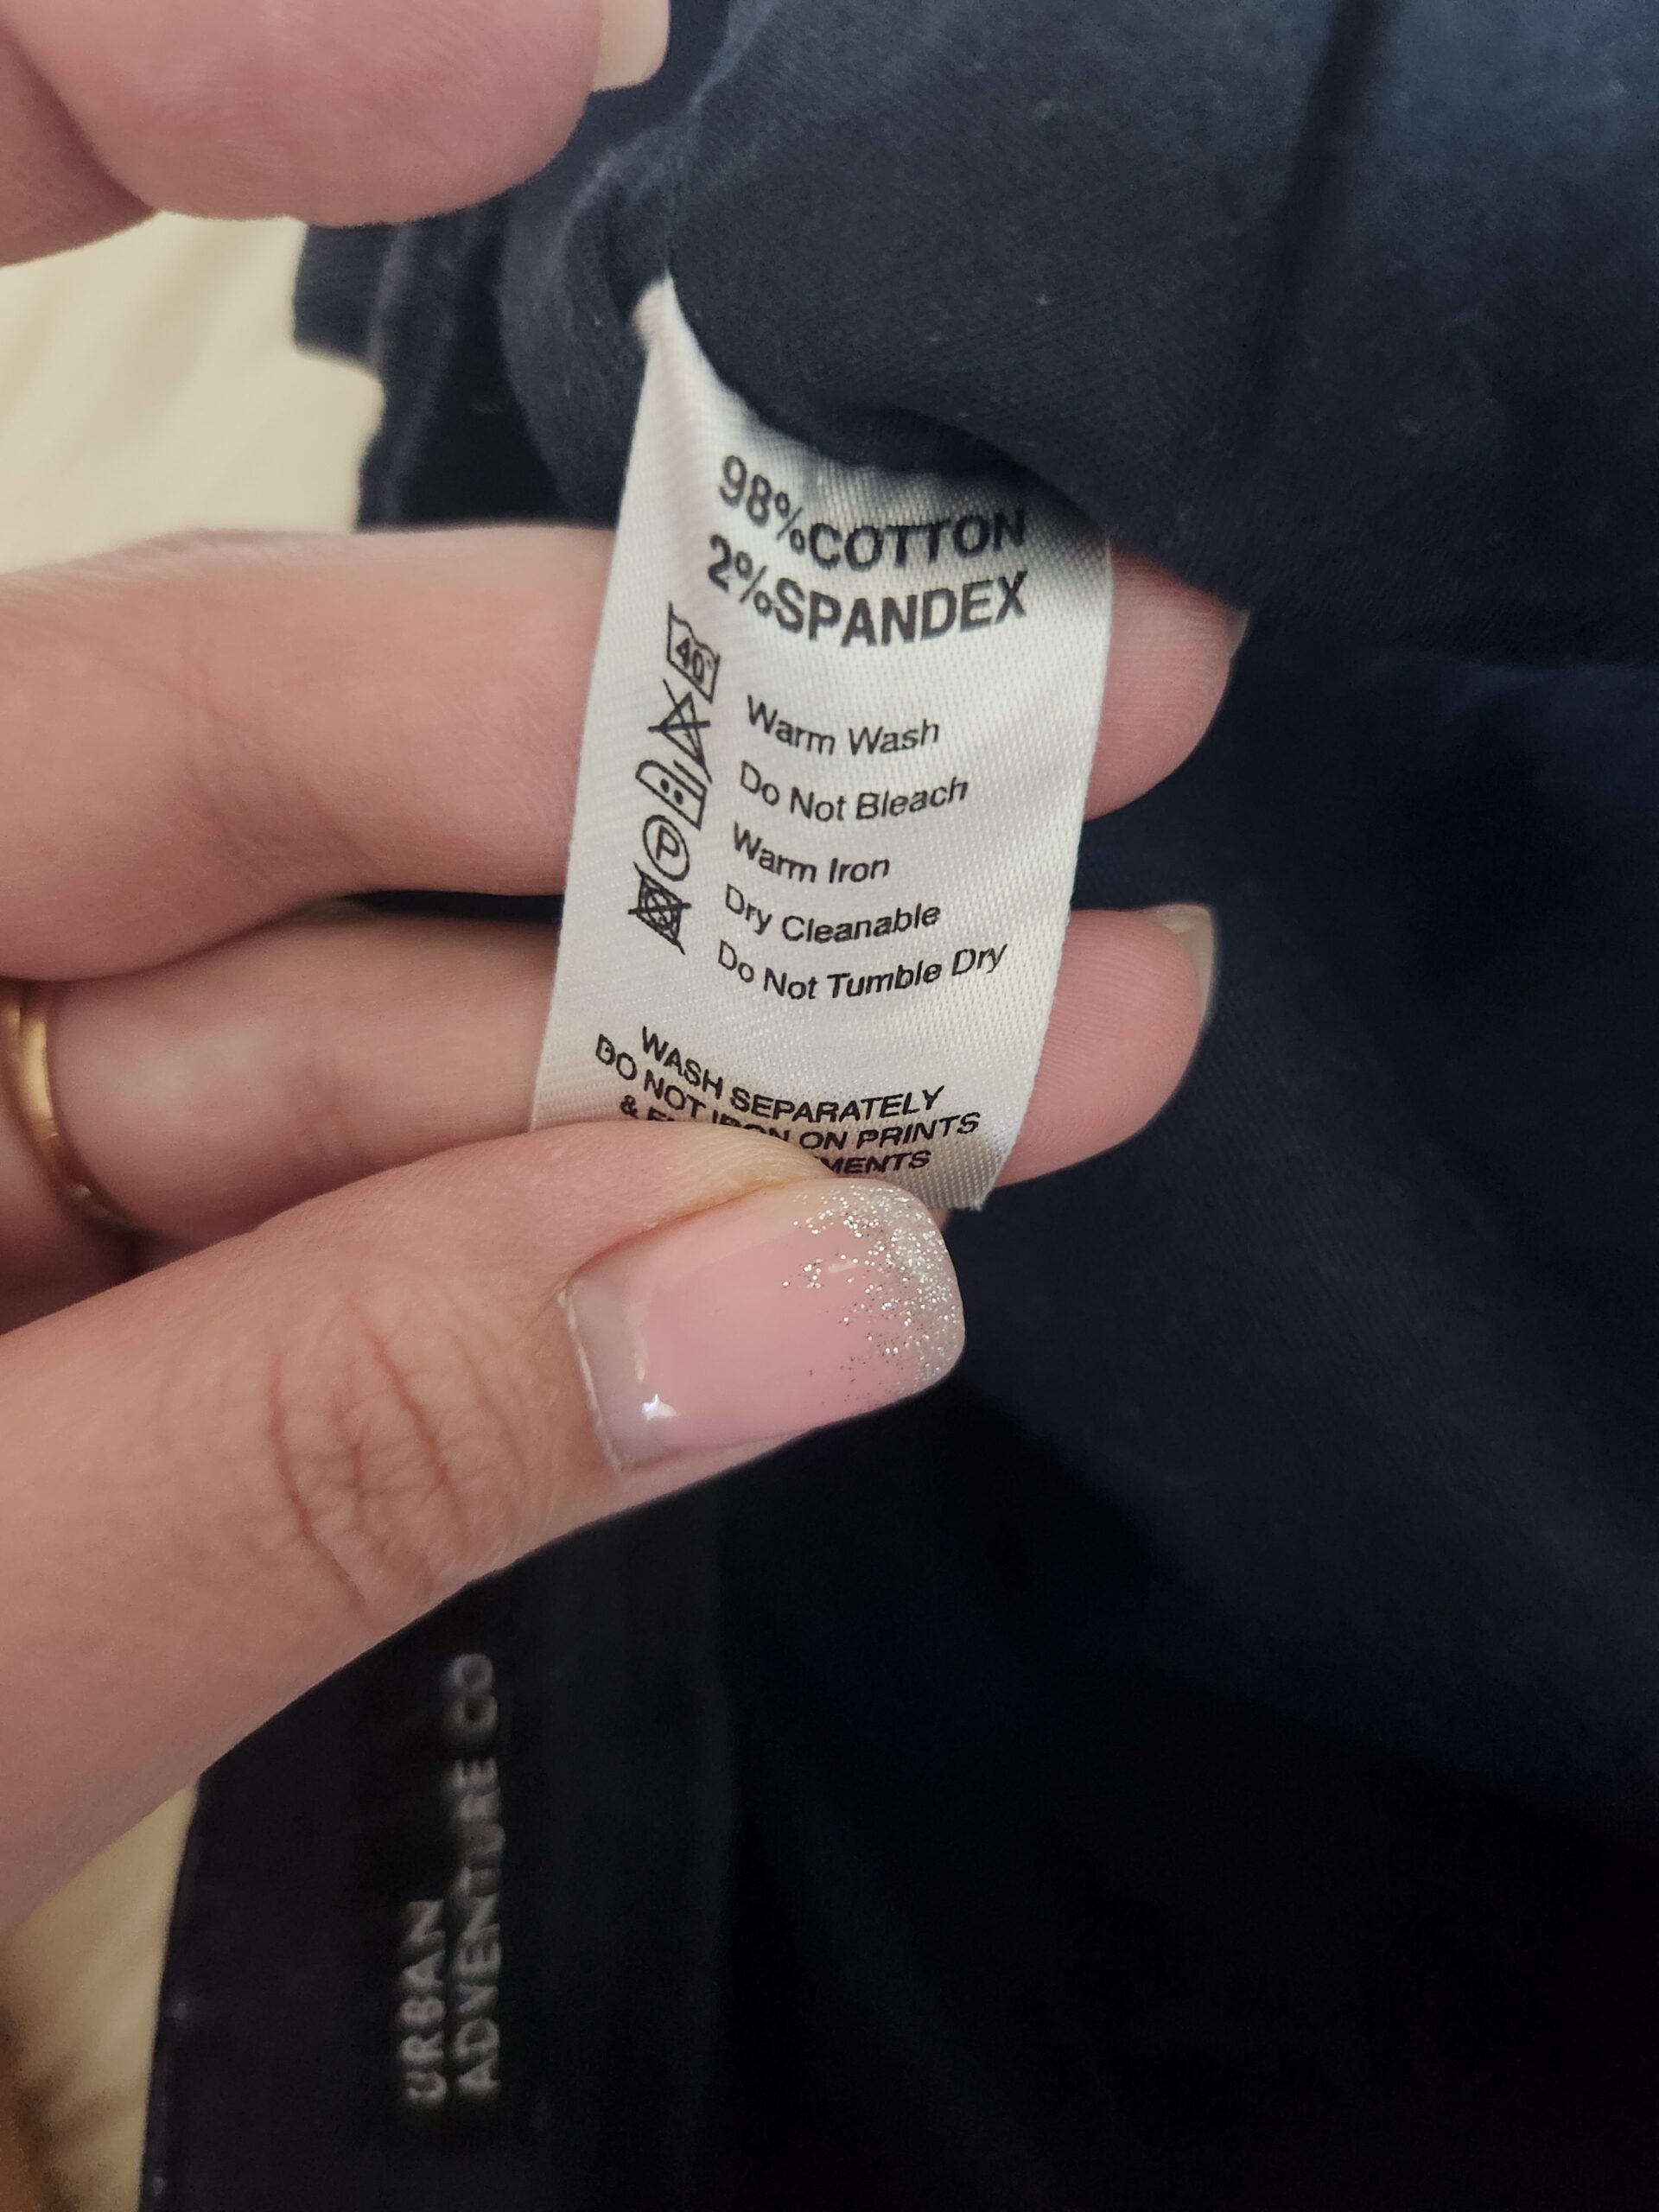 98%COTTON
2%SPANDEX
40°
Warm Wash
Do Not Bleach
Warm Iron
P
Dry Cleanable
Do Not Tumble Dry
WASH SEPARATELY
DO NOT IRON ON PRINTS
&
URBAN
ADVENTURE CO